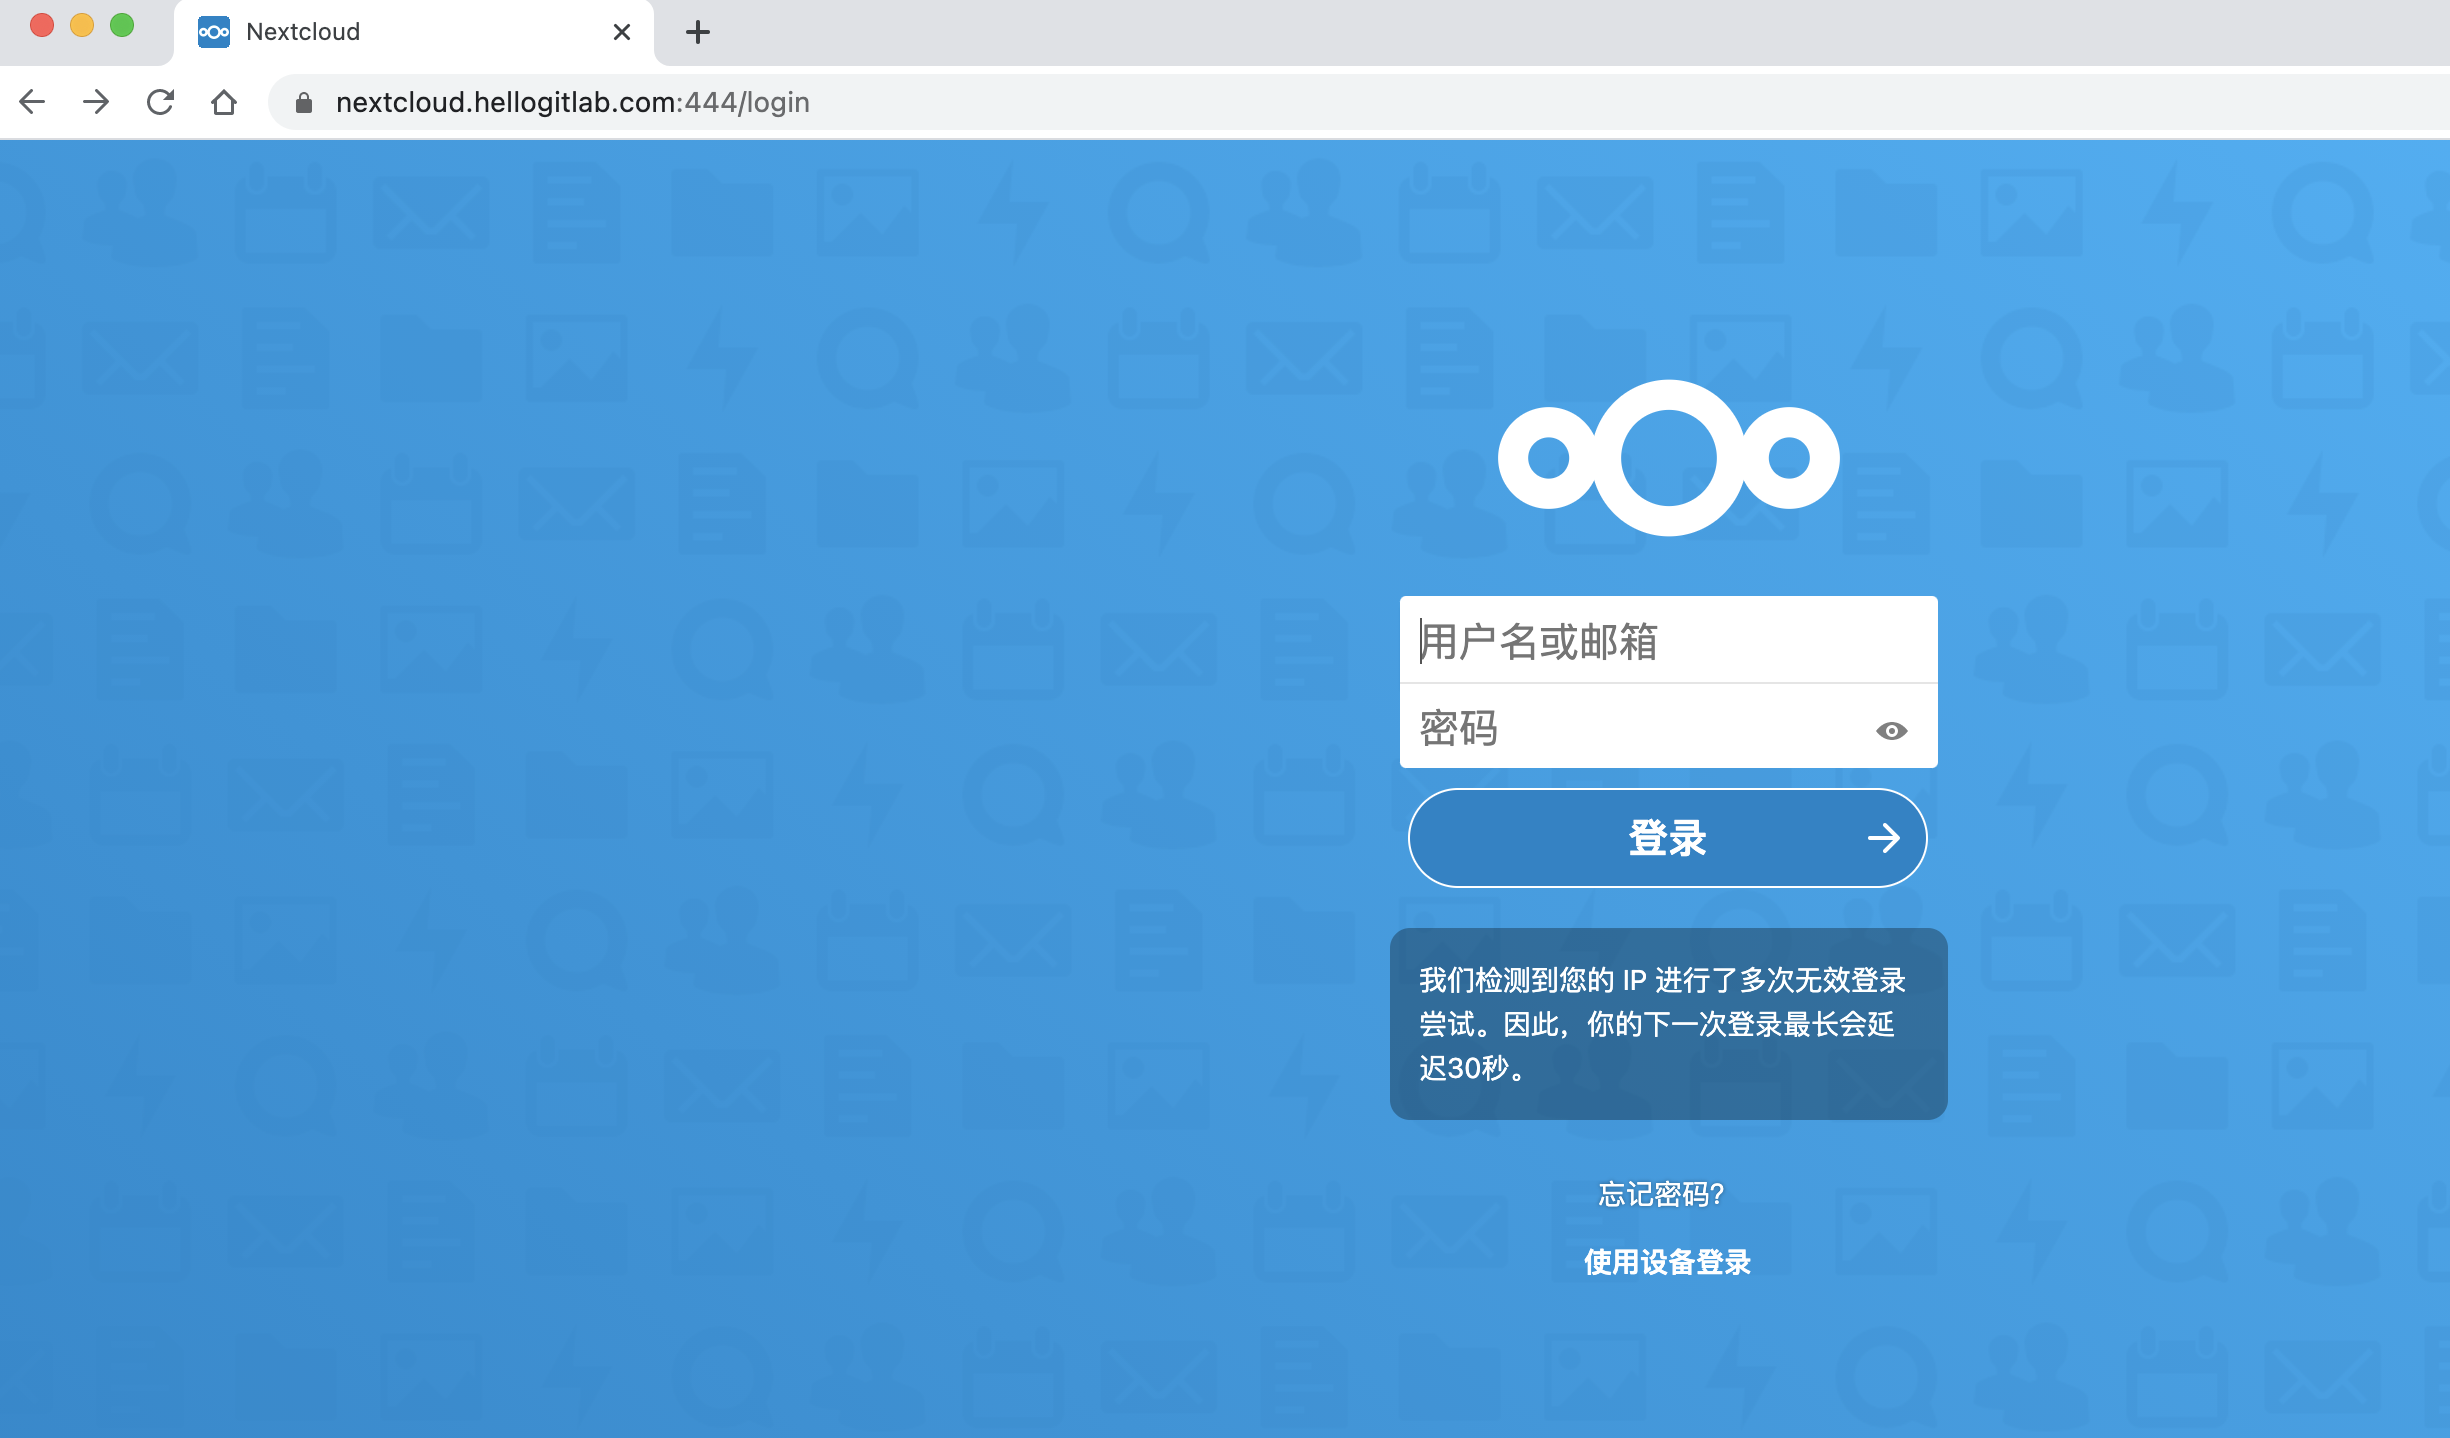 Nextcloud
nextcloud.hellogitlab.com:444/login
用户名或邮箱
密码
登录
我们检测到您的 IP 进行了多次无效登录
尝试。因此，你的下一次登录最长会延
迟30秒。
忘记密码?
使用设备登录